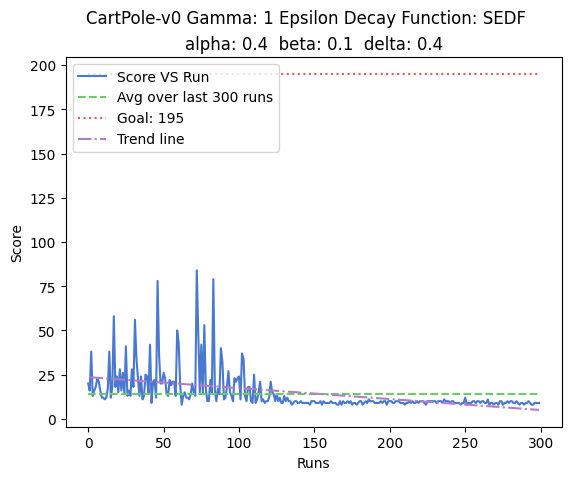 CartPole-v0 Gamma: 1 Epsilon Decay Function: SEDF
alpha: 0.4 beta: 0.1 delta: 0.4
Score VS Run
Avg over last 300 runs
Goal: 195
Trend line
Score
200
175
150
125
100
75
50
25
0
0 50 100 150 200 250 300
Runs